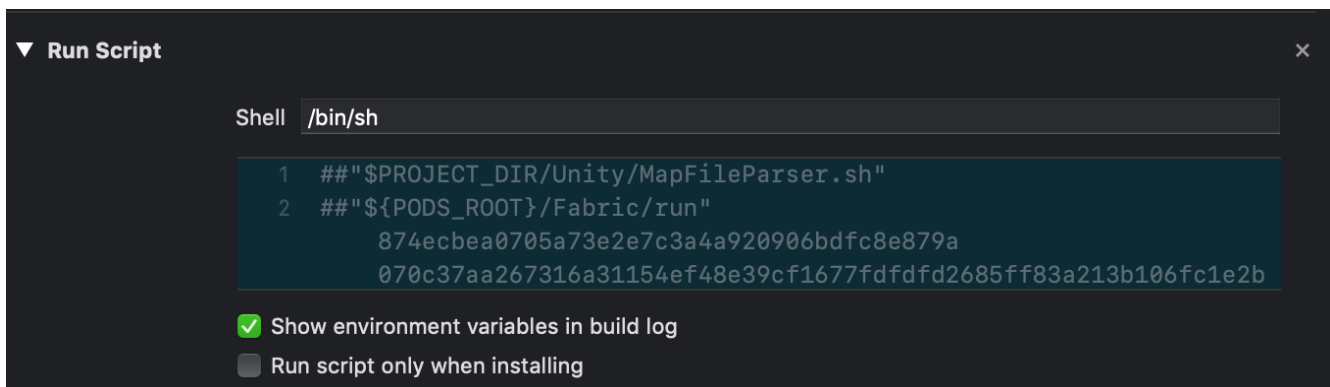 Run Script
Shell /bin/sh
1 ##"$PROJECT_DIR/Unity/MapFileParser.sh"
2 ##"${PODS_ROOT}/Fabric/run"
874ecbea0705a73e2e7c3a4a920906bdfc8e879a
070c37aa267316a31154ef48e39cf1677fdfdfd2685ff83a213b106fc1e2b
Show environment variables in build log
Run script only when installing